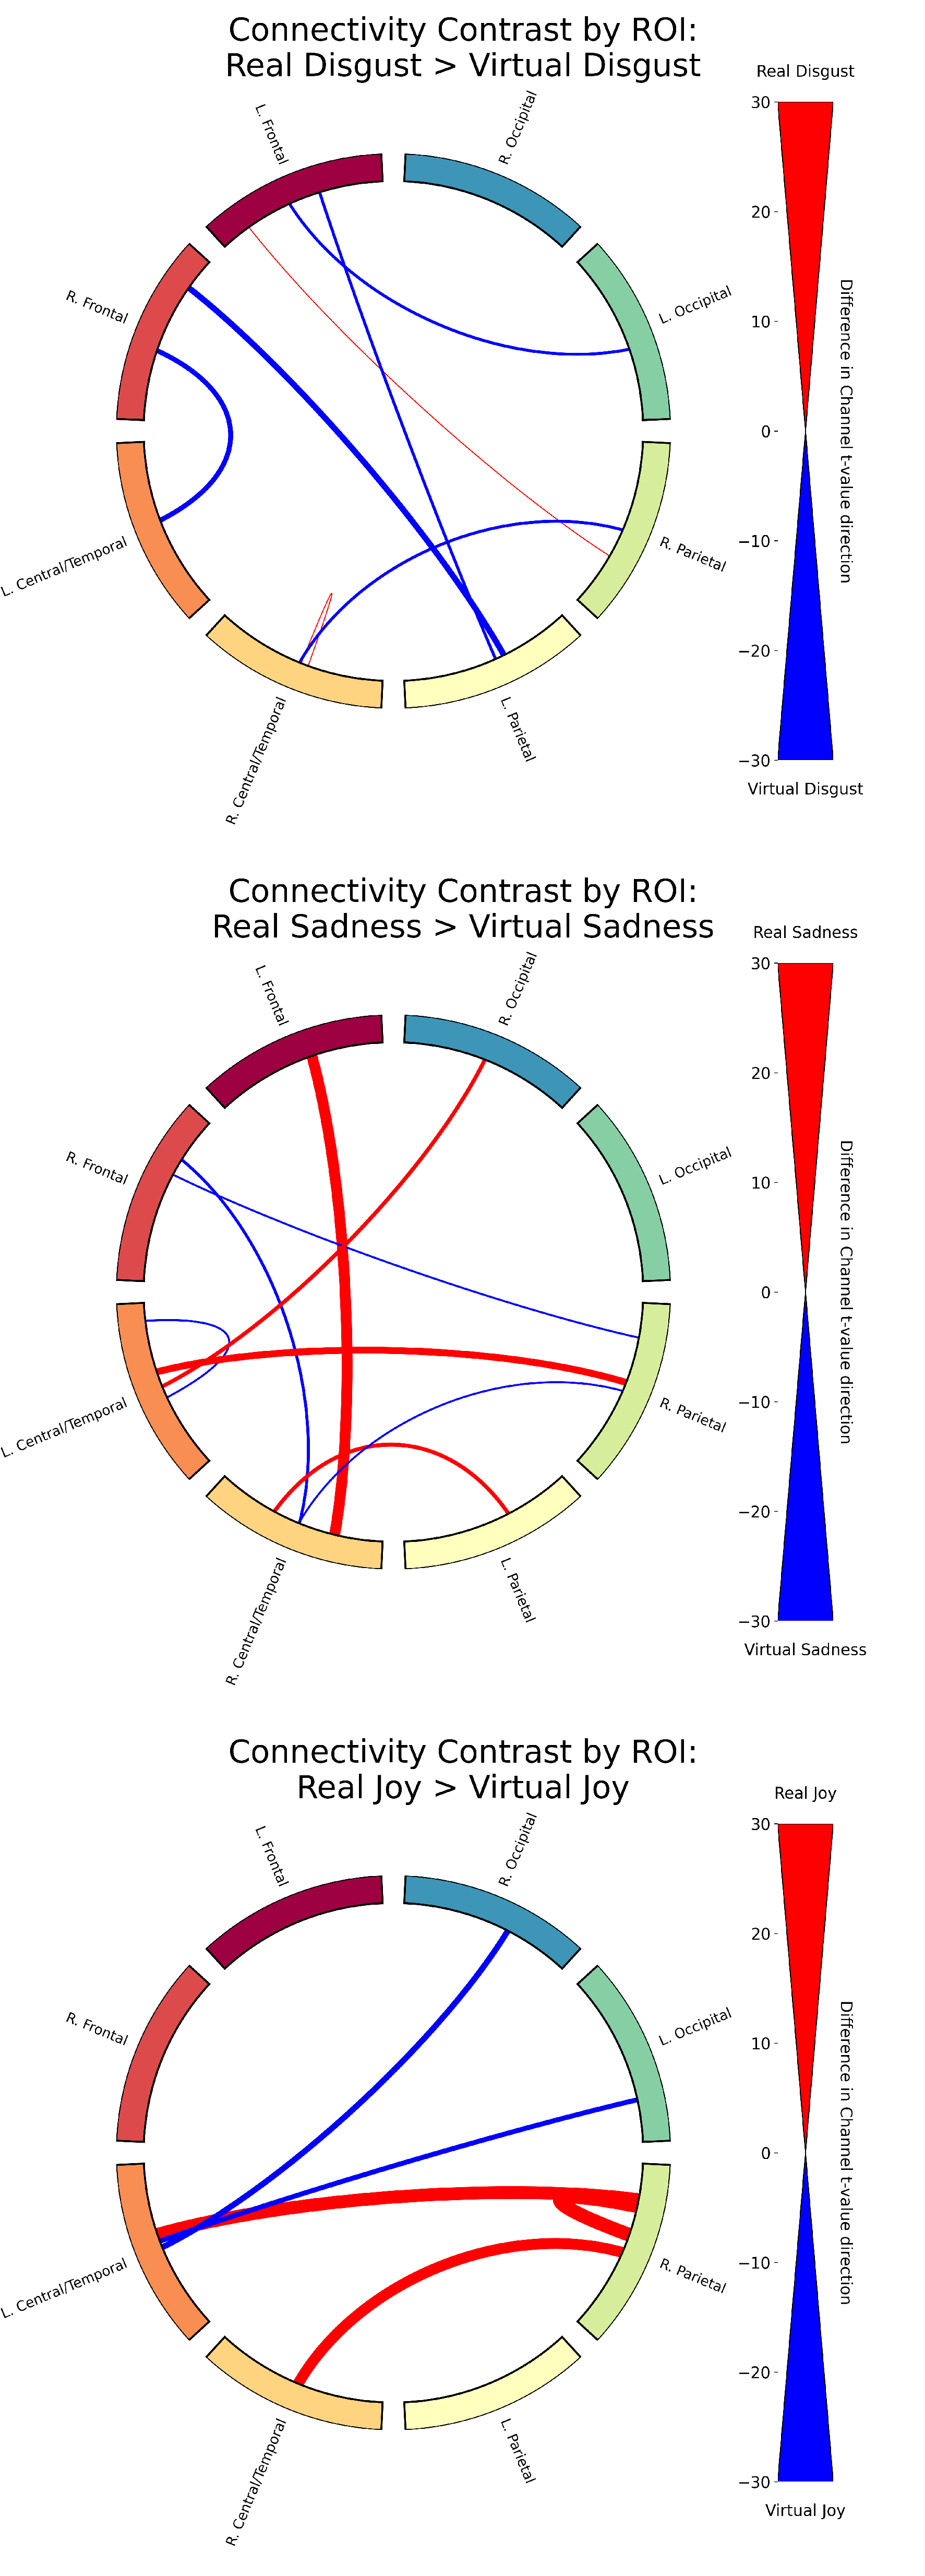 Connectivity Contrast by ROI:
Real Disgust > Virtual Disgust
Real Disgust
L. Frontal
R. Occipital
R. Frontal
L. Occipital
L. Central/Temporal
R. Parietal
R. Central/Temporal
L. Parietal
30
20
10
0
−10
−20
−30
Difference in Channel t-value direction
Virtual Disgust
Connectivity Contrast by ROI:
Real Sadness > Virtual Sadness
Real Sadness
L. Frontal
R. Occipital
R. Frontal
L. Occipital
L. Central/Temporal
R. Parietal
R. Central/Temporal
L. Parietal
30
20
10
0
−10
−20
−30
Difference in Channel t-value direction
Virtual Sadness
Connectivity Contrast by ROI:
Real Joy > Virtual Joy
Real Joy
L. Frontal
R. Occipital
R. Frontal
L. Occipital
L. Central/Temporal
R. Parietal
R. Central/Temporal
L. Parietal
30
20
10
0
−10
−20
−30
Difference in Channel t-value direction
Virtual Joy